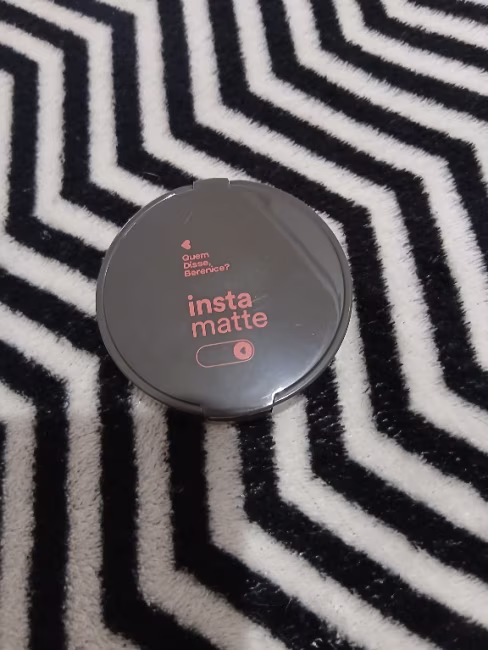 Quem
Disse,
Berenice?
insta
matte